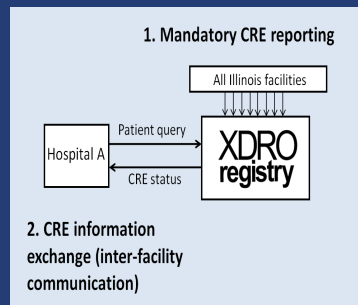 1. Mandatory CRE reporting
All Illinois facilities
Patient query
Hospital A
XDRO
registry
CRE status
2. CRE information
exchange (inter-facility
communication)